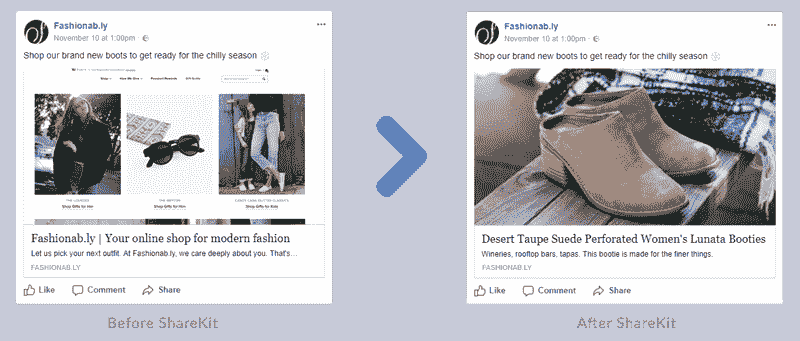 Fashionab.ly
November 10 at 1:00pm
Shop our brand new boots to get ready for the chilly season
Shop
How We Give
Product Rewards
Gift Guide
THE LOUNGER
Shop Gifts for Her
Shop Gifts for Him
Shop Gifts for Kids
Fashionab.ly | Your online shop for modern fashion
Let us pick your next outfit. At Fashionab.ly, we care deeply about you. That's...
FASHIONAB.LY
Like
Comment
Share
Before ShareKit
Fashionab.ly
November 10 at 1:00pm
Shop our brand new boots to get ready for the chilly season
Desert Taupe Suede Perforated Women's Lunata Booties
Wineries, rooftop bars, tapas. This bootie is made for the finer things.
FASHIONAB.LY
Like
Comment
Share
After ShareKit